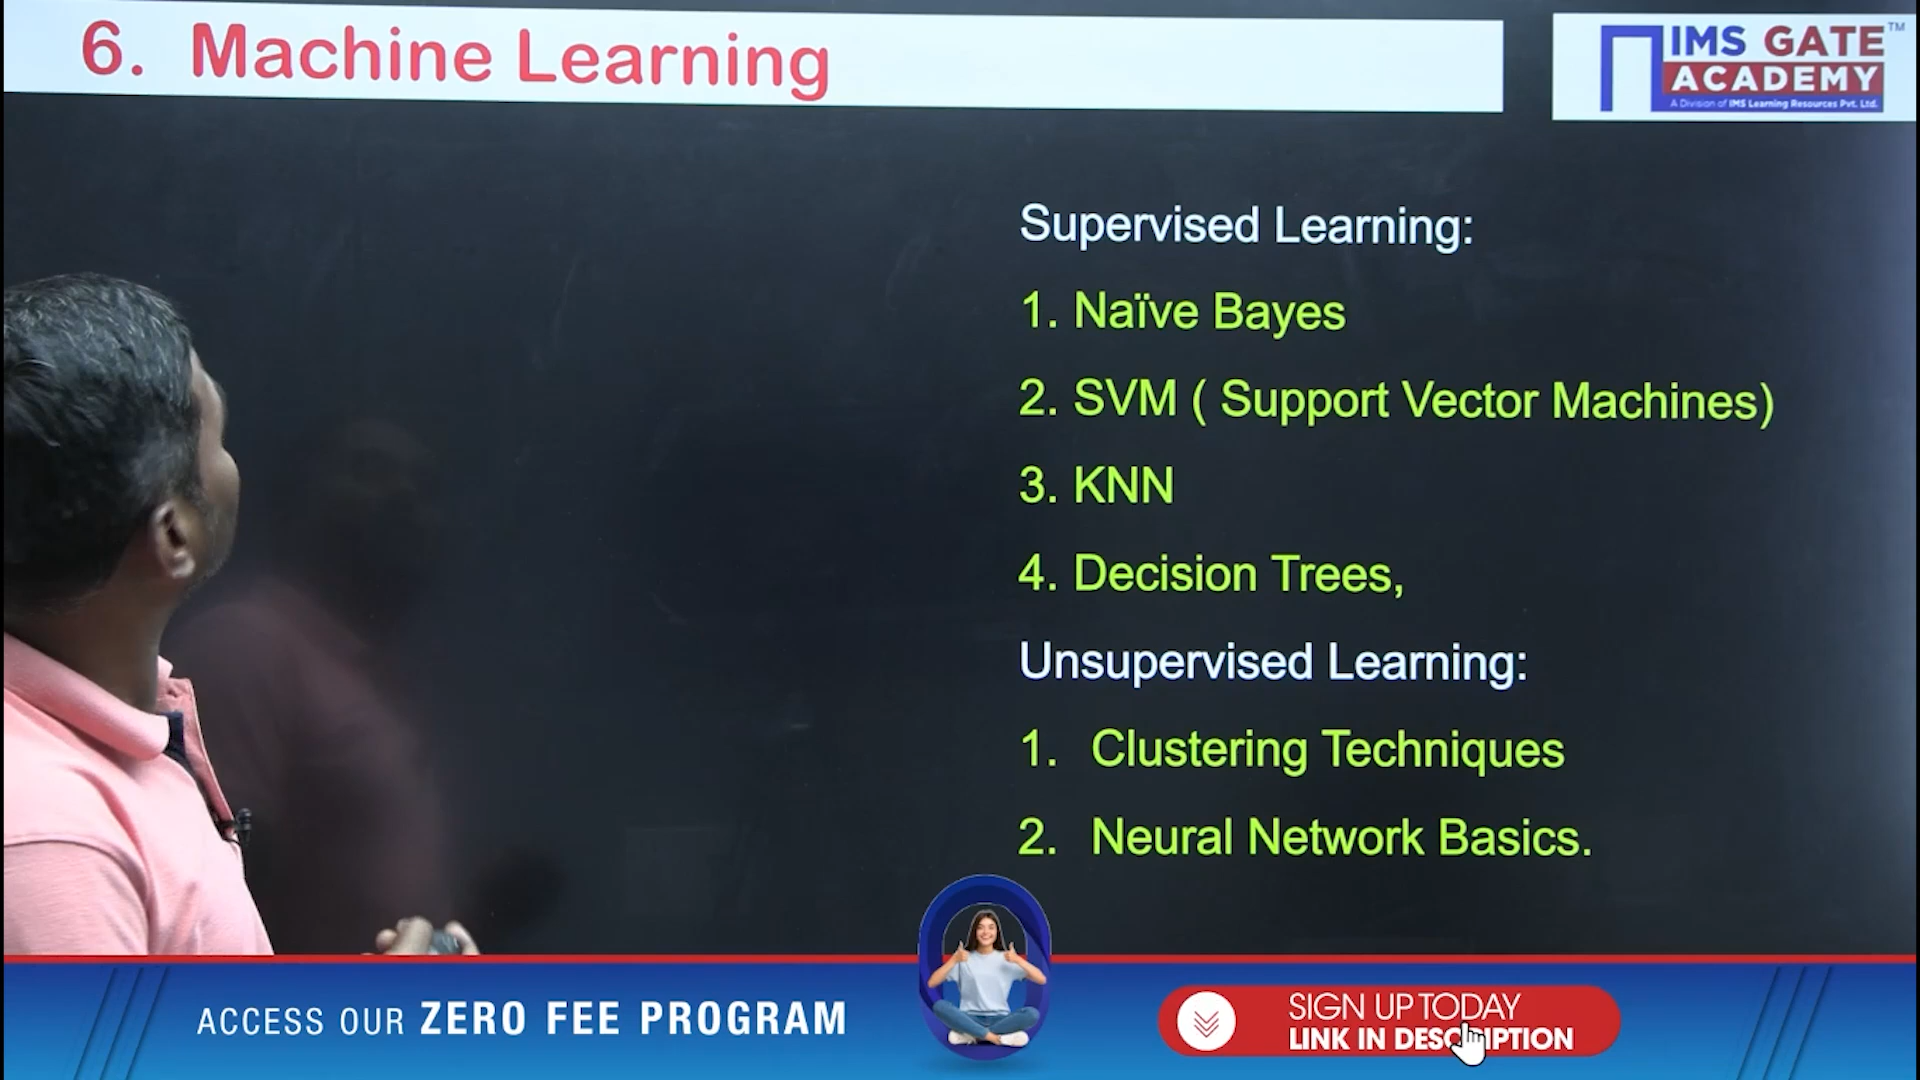 6. Machine Learning
IMS GATE TM
ACADEMY
A Division of IMS Learning Resources Pvt. Ltd.
Supervised Learning:
1. Naïve Bayes
2. SVM ( Support Vector Machines)
3. KNN
4. Decision Trees,
Unsupervised Learning:
1. Clustering Techniques
2. Neural Network Basics.
ACCESS OUR ZERO FEE PROGRAM
SIGN UP TODAY
LINK IN DESCRIPTION